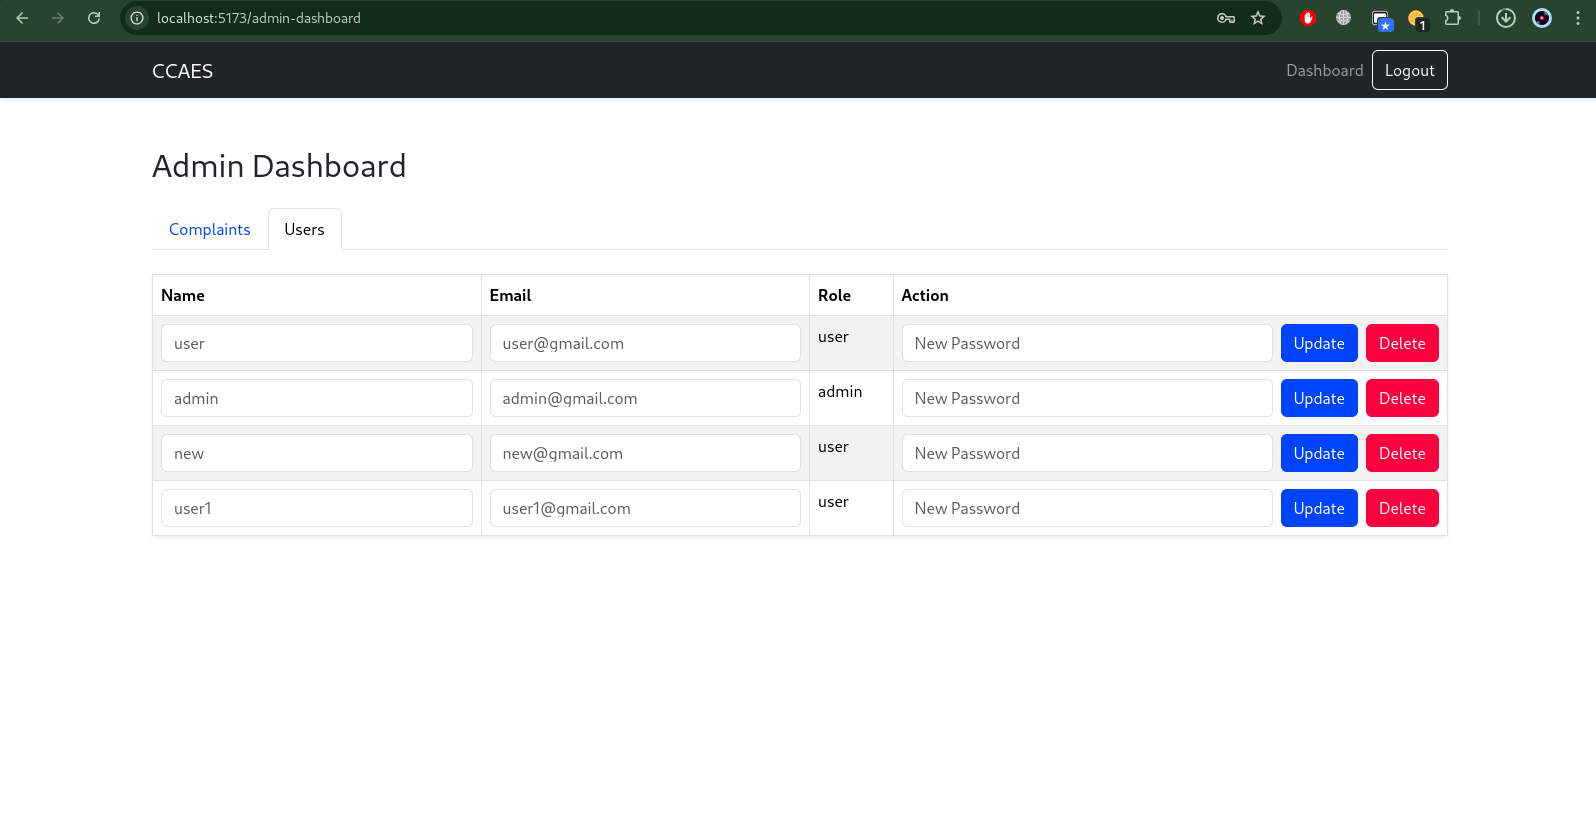 localhost:5173/admin-dashboard
1
CCAES Dashboard Logout
Admin Dashboard
Complaints Users
Name Email Role Action
user user@gmail.com user New Password Update Delete
admin admin@gmail.com admin New Password Update Delete
new new@gmail.com user New Password Update Delete
user1 user1@gmail.com user New Password Update Delete